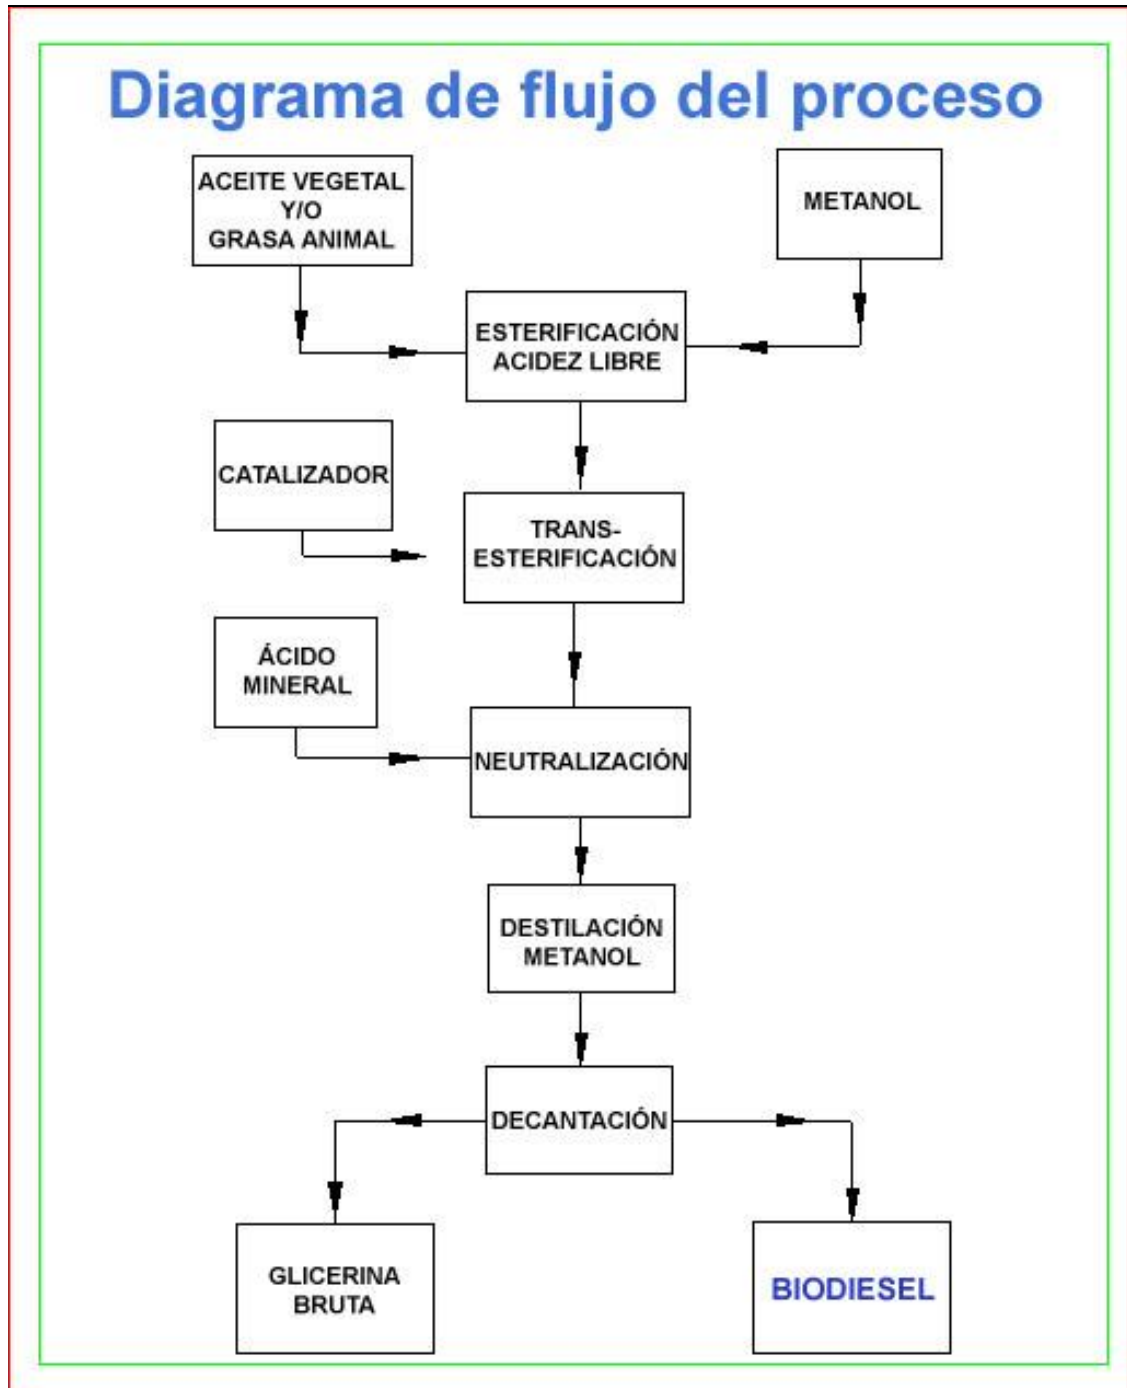 Diagrama de flujo del proceso
ACEITE VEGETAL
Y/O
GRASA ANIMAL
METANOL
ESTERIFICACIÓN
ACIDEZ LIBRE
CATALIZADOR
TRANS-
ESTERIFICACIÓN
ÁCIDO
MINERAL
NEUTRALIZACIÓN
DESTILACIÓN
METANOL
DECANTACIÓN
GLICERINA
BRUTA
BIODIESEL